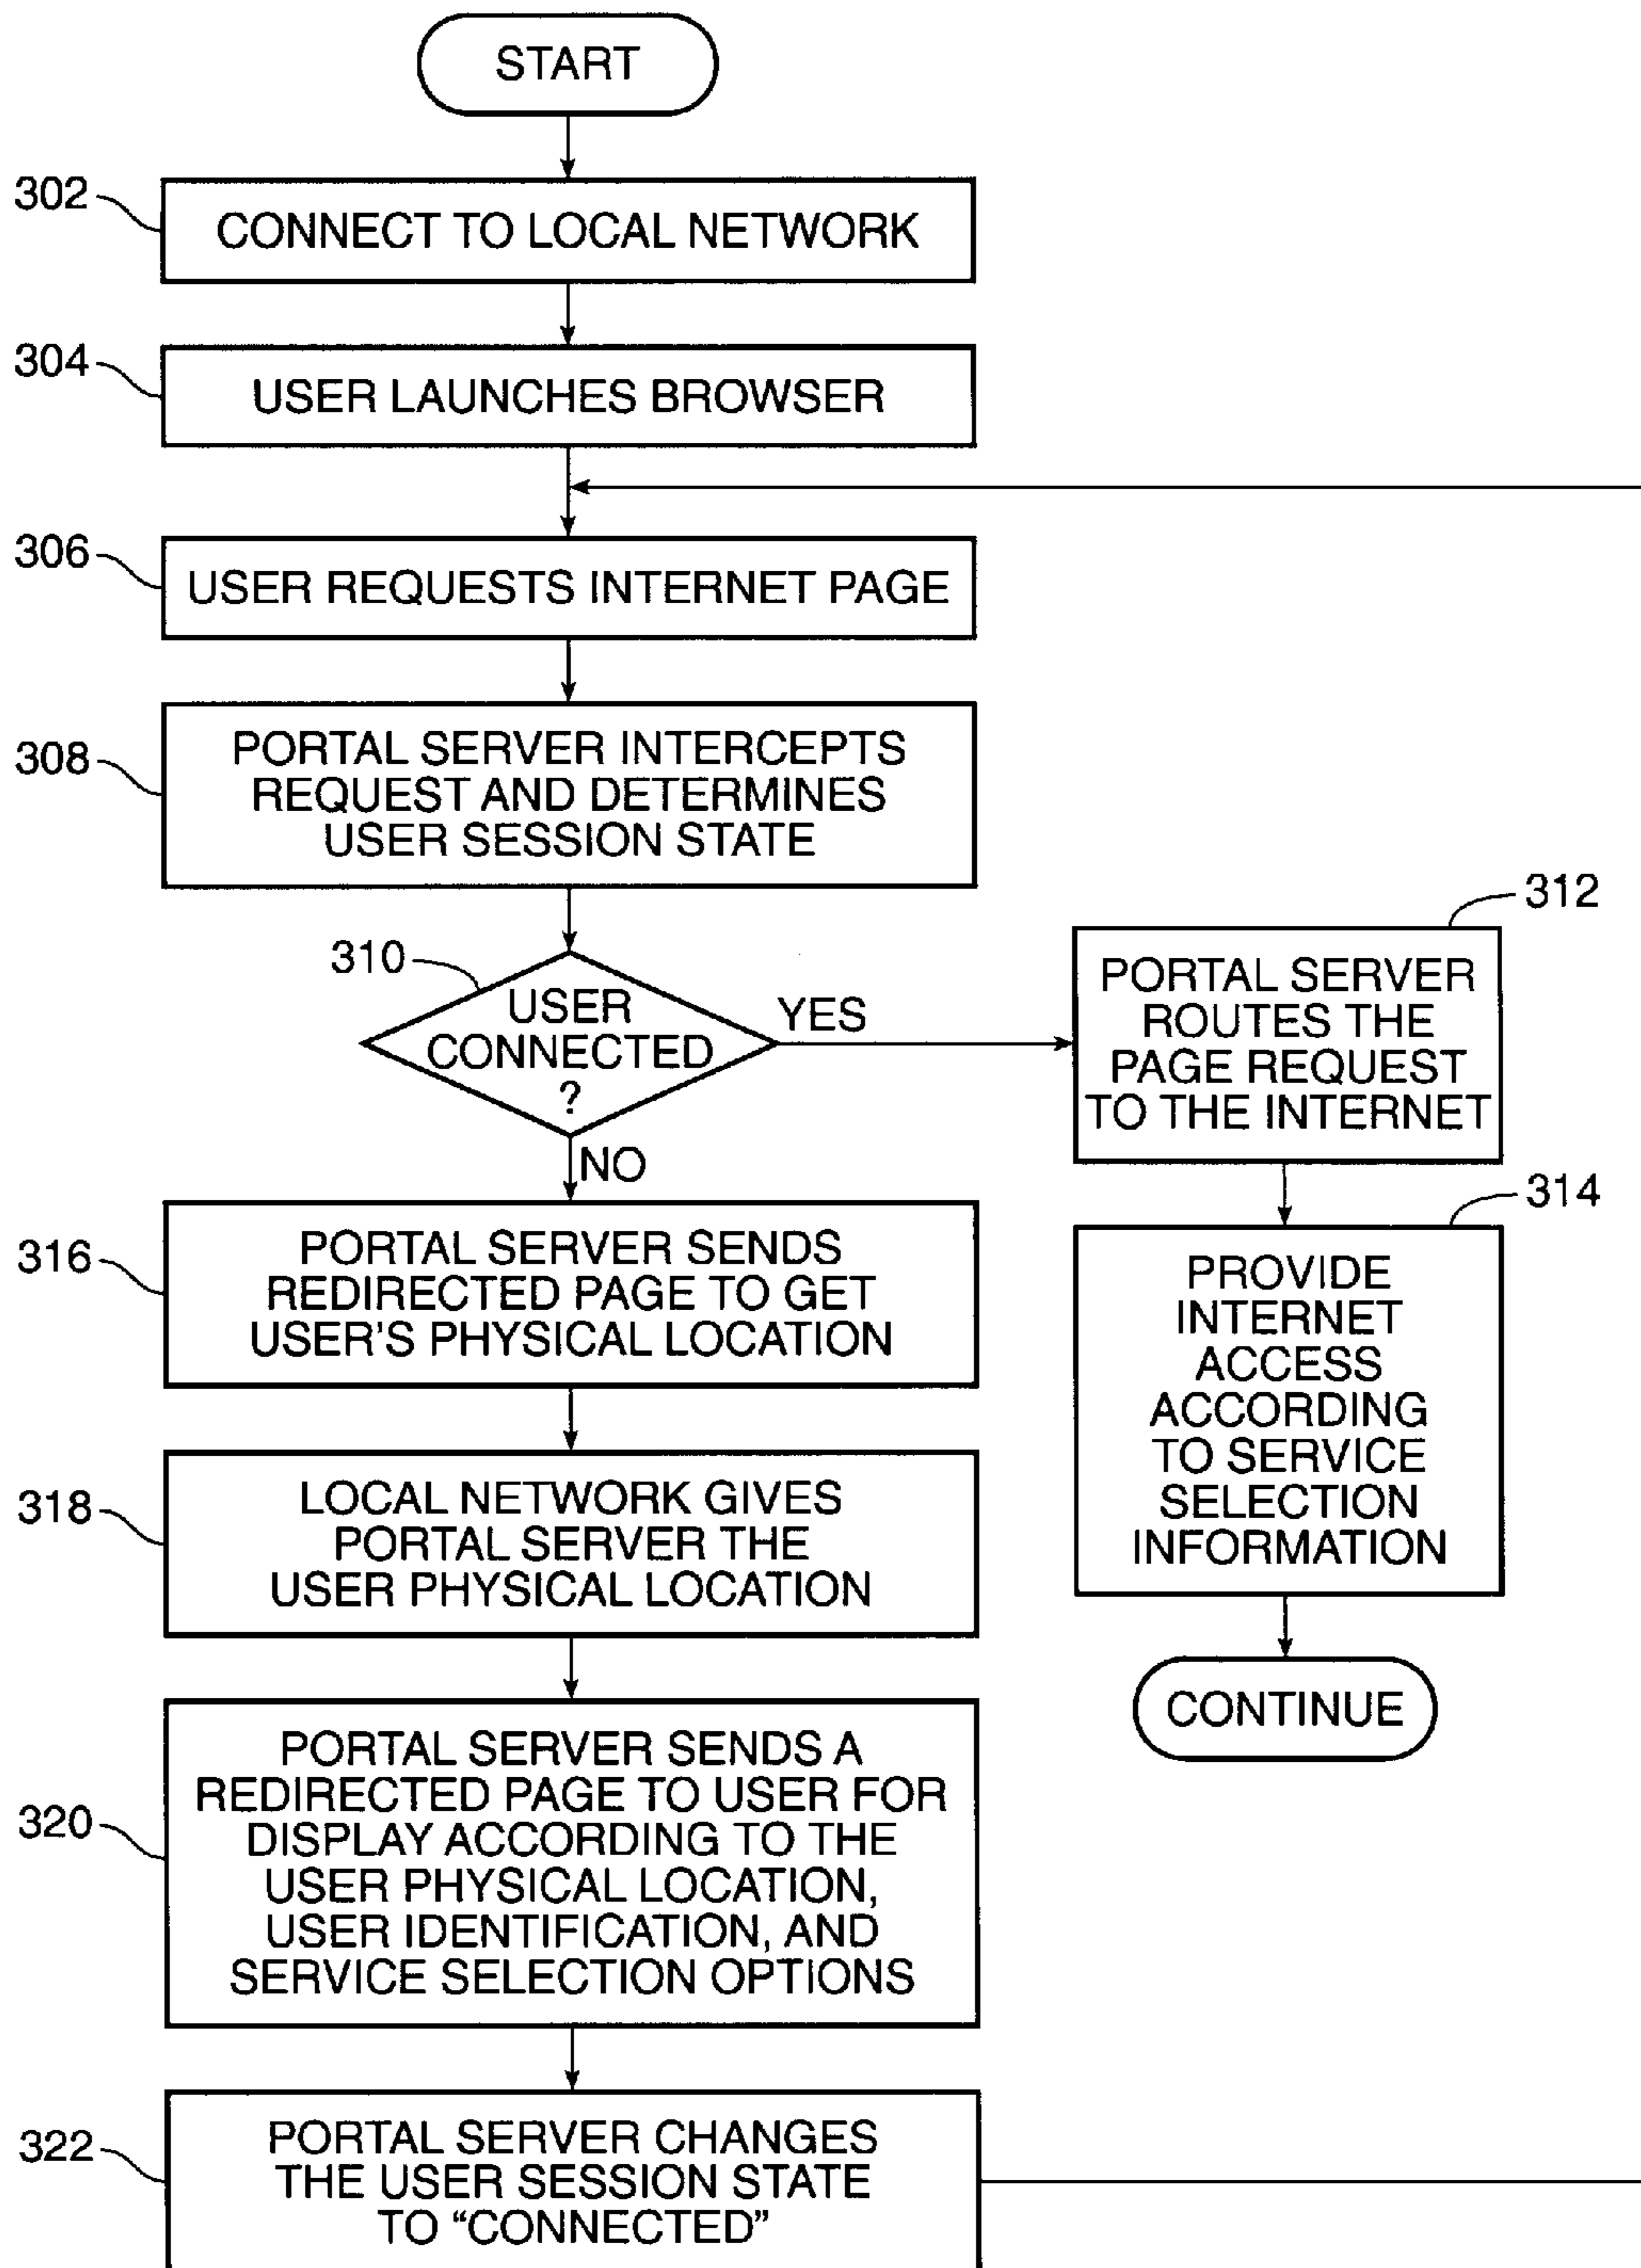 START
302
CONNECT TO LOCAL NETWORK
304
USER LAUNCHES BROWSER
306
USER REQUESTS INTERNET PAGE
308
PORTAL SERVER INTERCEPTS
REQUEST AND DETERMINES
USER SESSION STATE
310
USER
CONNECTED
?
YES
NO
312
PORTAL SERVER
ROUTES THE
PAGE REQUEST
TO THE INTERNET
314
PROVIDE
INTERNET
ACCESS
ACCORDING
TO SERVICE
SELECTION
INFORMATION
CONTINUE
316
PORTAL SERVER SENDS
REDIRECTED PAGE TO GET
USER'S PHYSICAL LOCATION
318
LOCAL NETWORK GIVES
PORTAL SERVER THE
USER PHYSICAL LOCATION
320
PORTAL SERVER SENDS A
REDIRECTED PAGE TO USER FOR
DISPLAY ACCORDING TO THE
USER PHYSICAL LOCATION,
USER IDENTIFICATION, AND
SERVICE SELECTION OPTIONS
322
PORTAL SERVER CHANGES
THE USER SESSION STATE
TO “CONNECTED”